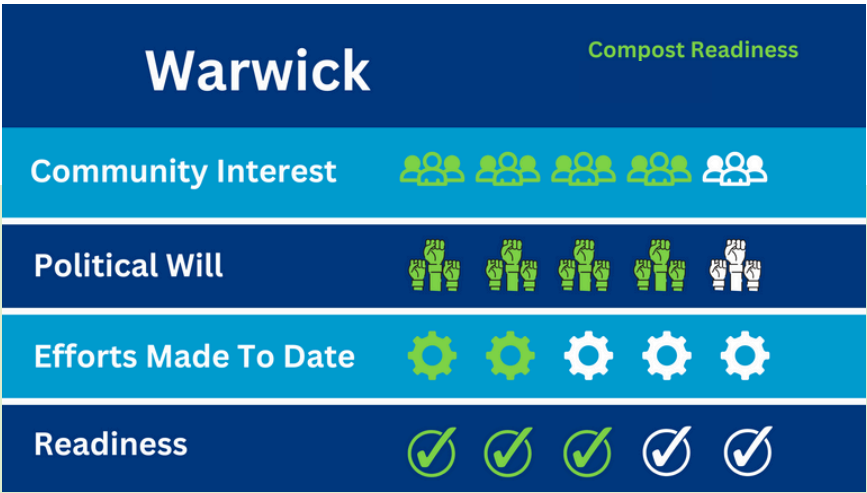 Warwick
Compost Readiness
Community Interest
Political Will
Efforts Made To Date
Readiness